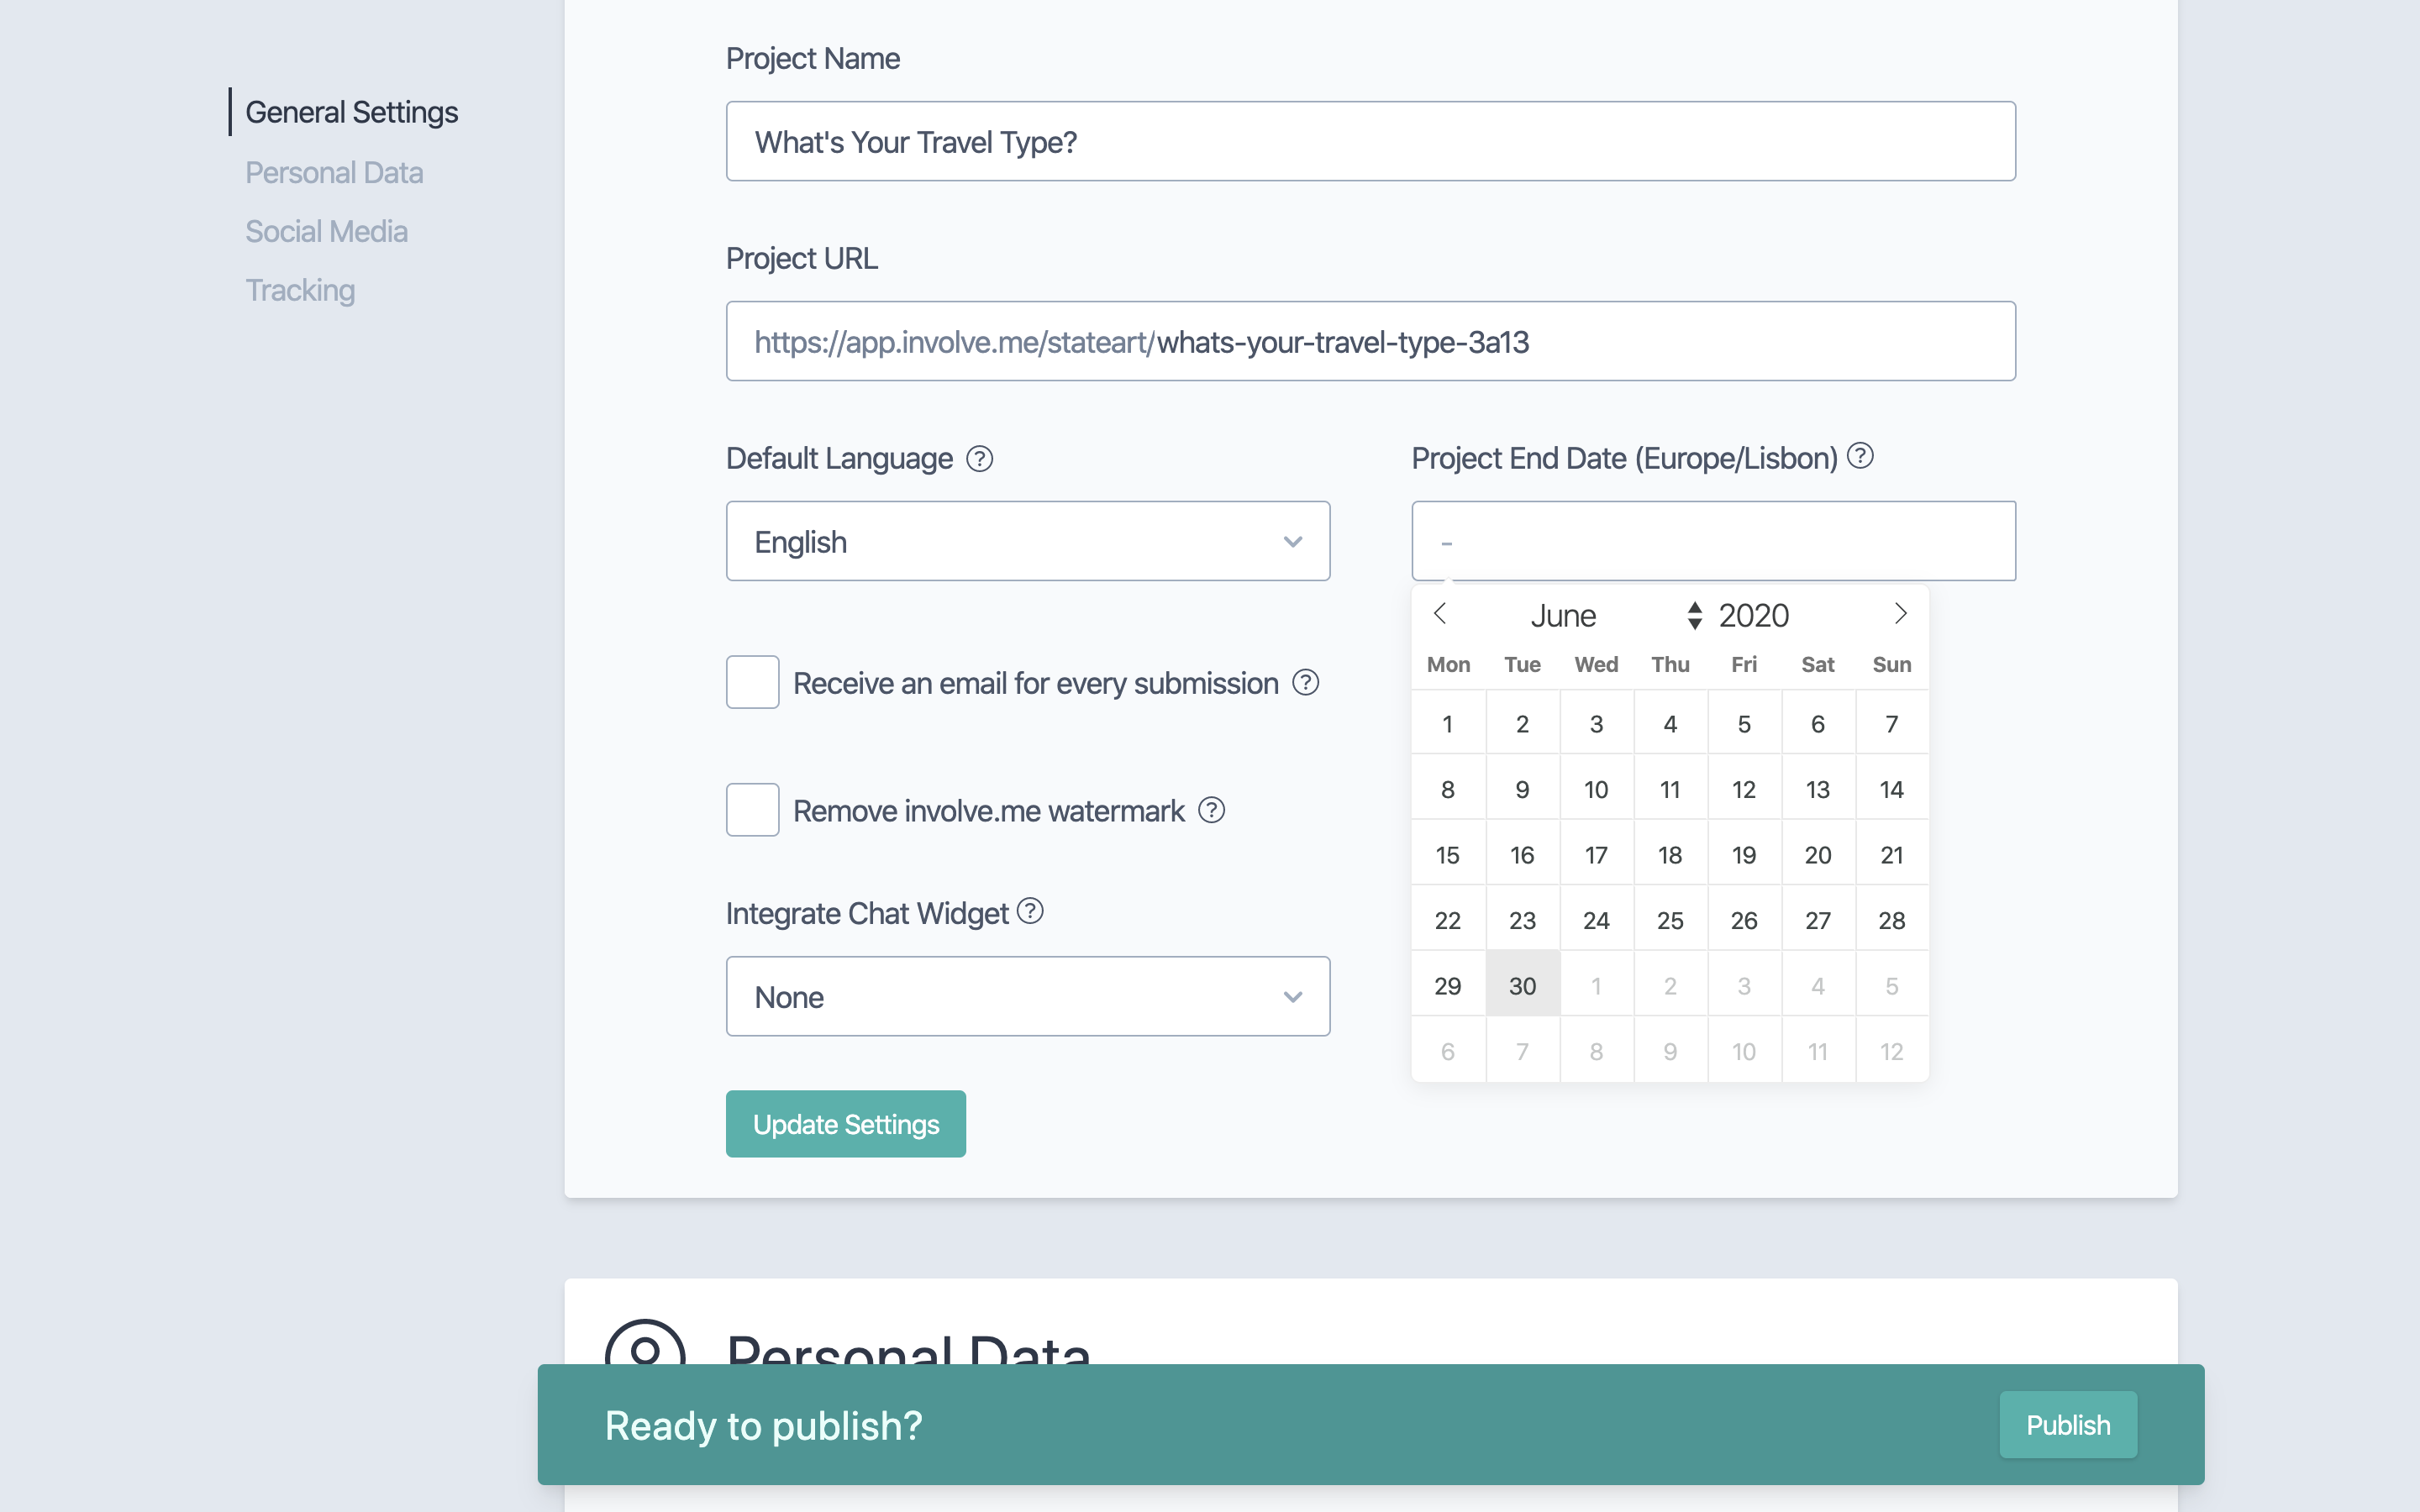 General Settings
Personal Data
Social Media
Tracking
Project Name
What's Your Travel Type?
Project URL
https://app.involve.me/stateart/whats-your-travel-type-3a13
Default Language ?
English
Project End Date (Europe/Lisbon) ?
-
June 2020
Mon Tue Wed Thu Fri Sat Sun
1 2 3 4 5 6 7
8 9 10 11 12 13 14
15 16 17 18 19 20 21
22 23 24 25 26 27 28
29 30 1 2 3 4 5
6 7 8 9 10 11 12
Receive an email for every submission ?
Remove involve.me watermark ?
Integrate Chat Widget ?
None
Update Settings
Personal Data
Ready to publish?
Publish